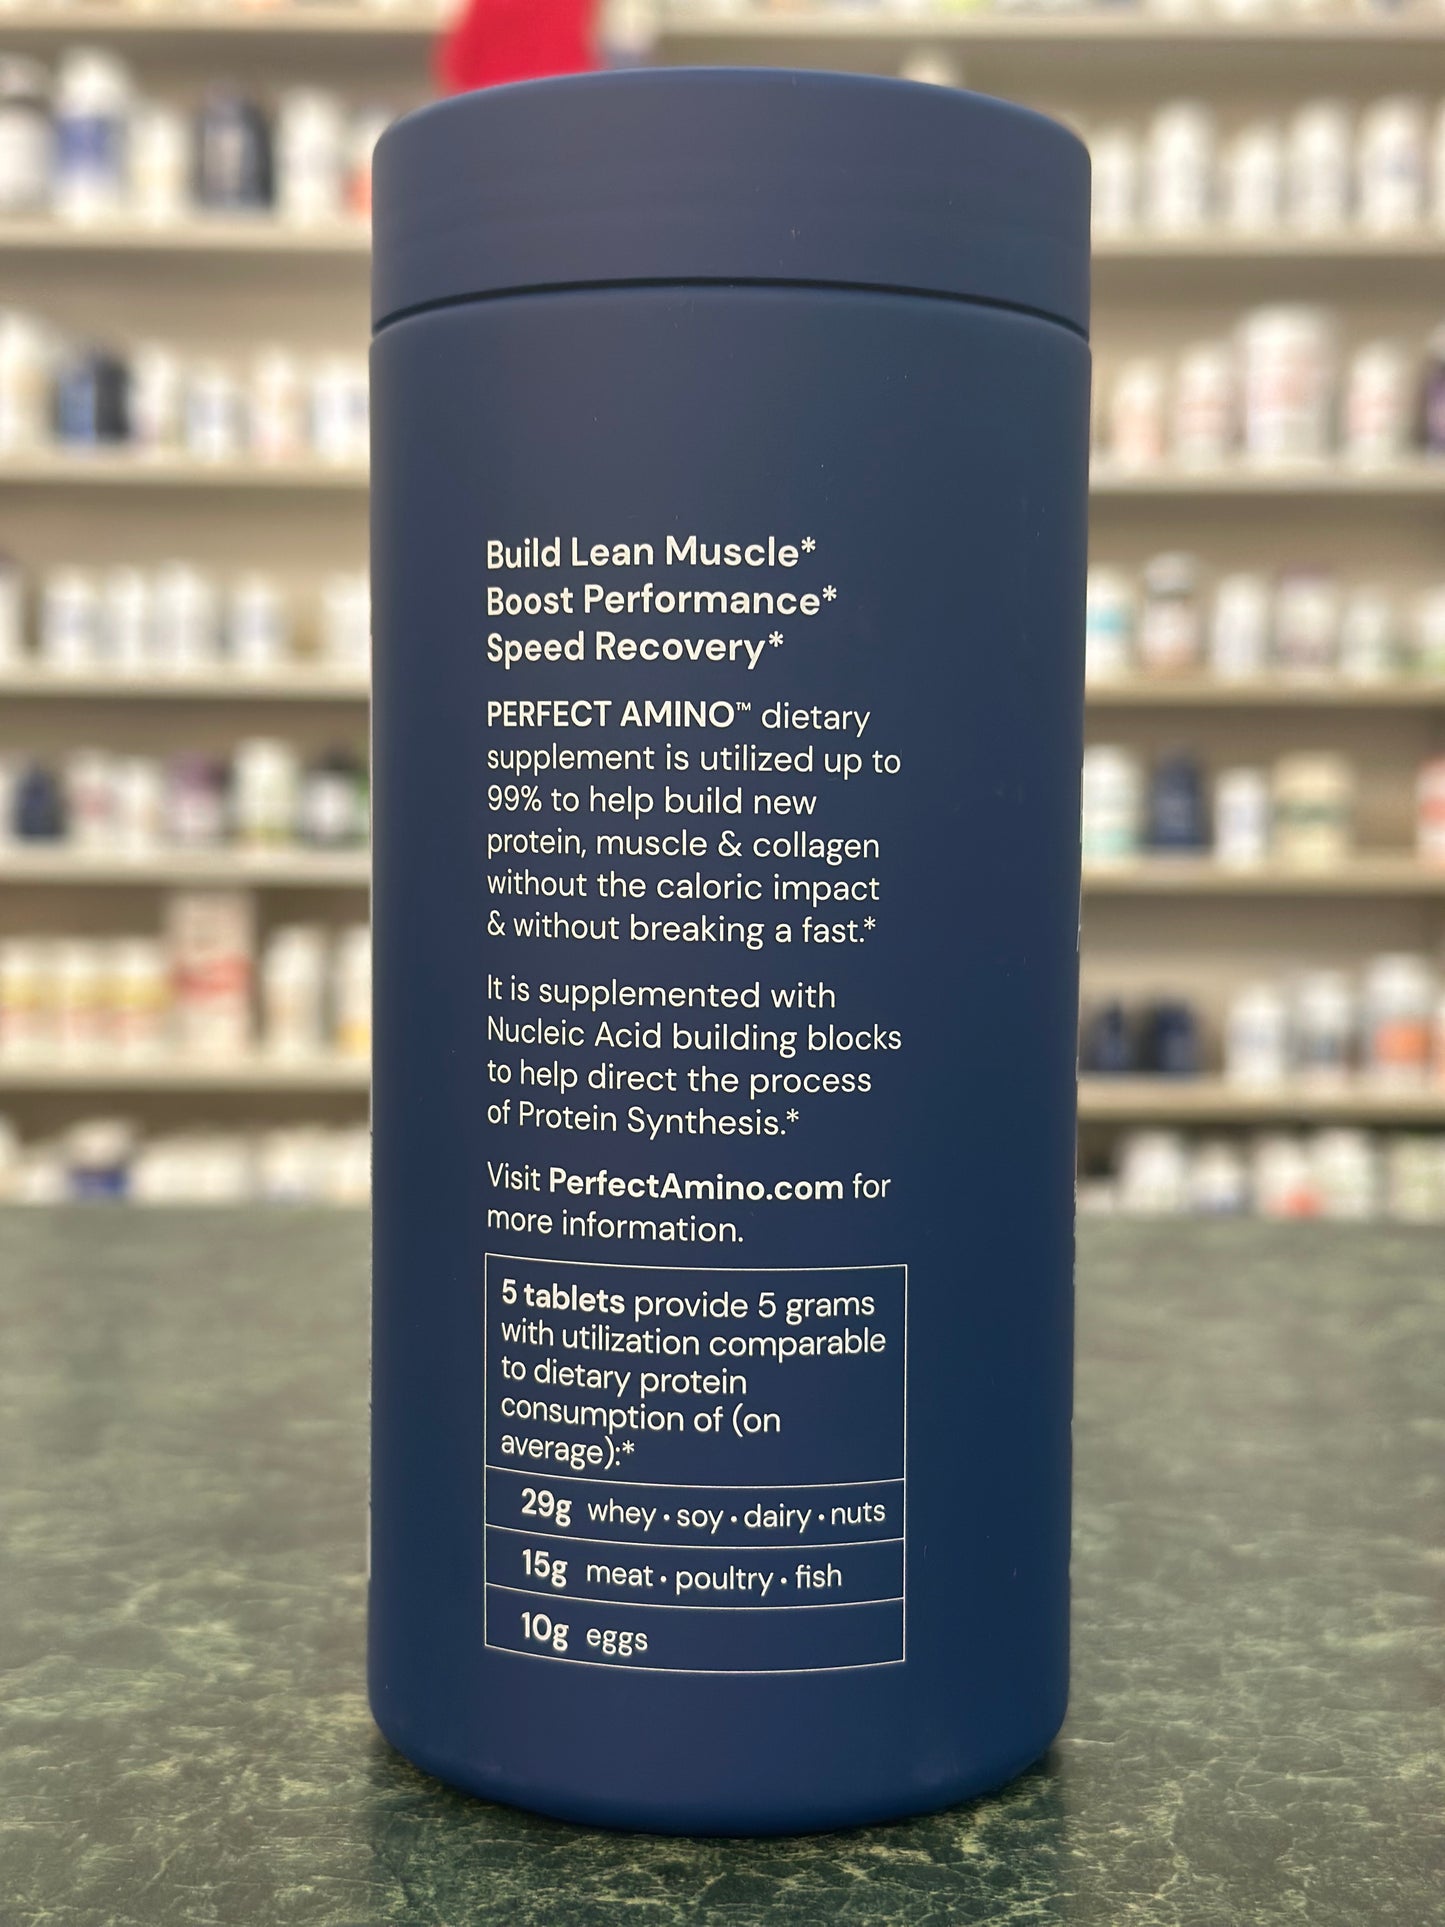 Build Lean Muscle*
Boost Performance*
Speed Recovery*
PERFECT AMINO™ dietary
supplement is utilized up to
99% to help build new
protein, muscle & collagen
without the caloric impact
& without breaking a fast.*
It is supplemented with
Nucleic Acid building blocks
to help direct the process
of Protein Synthesis.*
Visit PerfectAmino.com for
more information.
5 tablets provide 5 grams
with utilization comparable
to dietary protein
consumption of (on
average):*
29g whey • soy • dairy • nuts
15g meat • poultry • fish
10g eggs